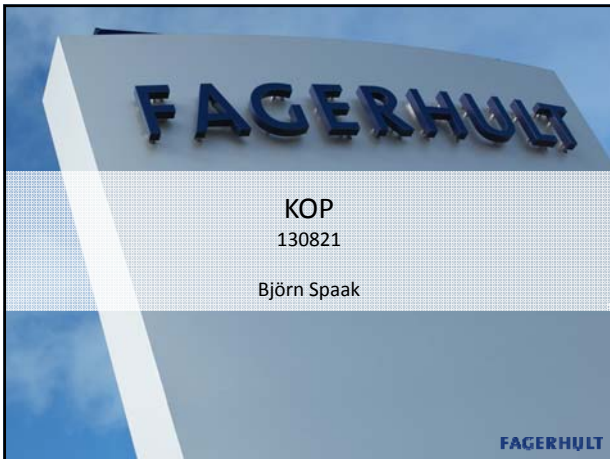 FAGERHULT
KOP
130821
Björn Spaak
FAGERHULT